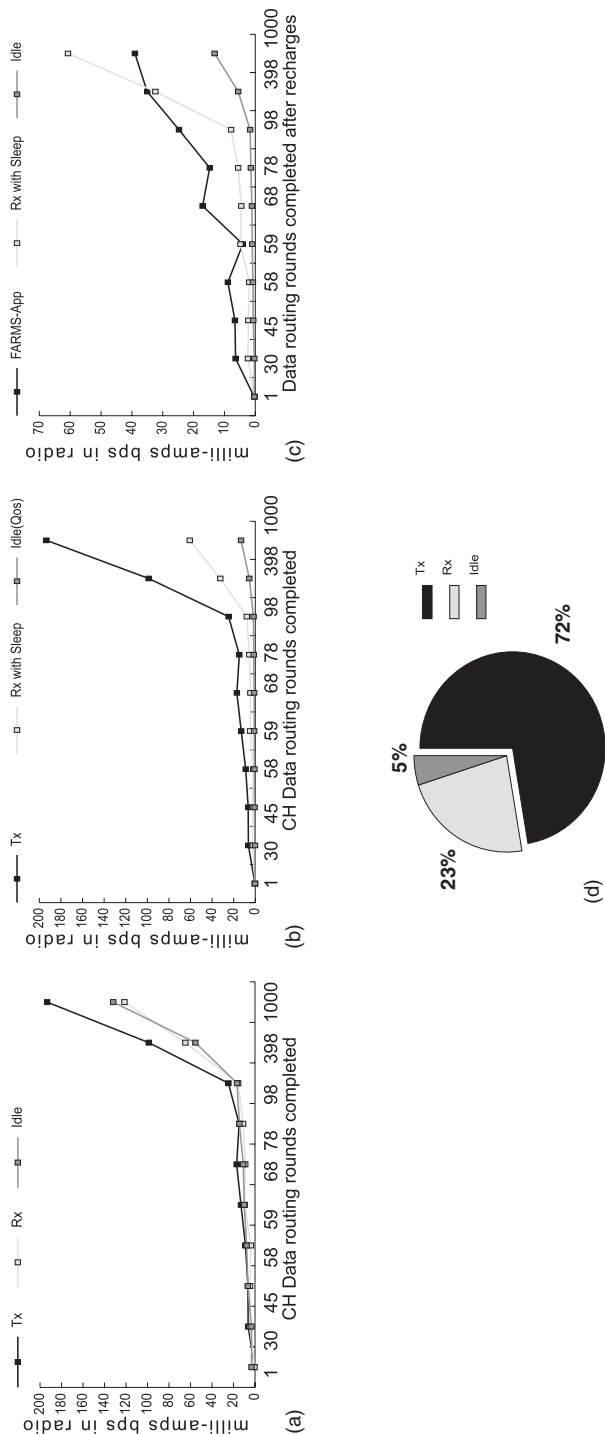 Tx Rx Idle
200
180
160
140
120
100
80
60
40
20
0
milli-amps bps in radio
1 30 45 58 59 68 78 98 398 1000
CH Data routing rounds completed
(a)
Tx Rx with Sleep Idle(Qos)
200
180
160
140
120
100
80
60
40
20
0
milli-amps bps in radio
1 30 45 58 59 68 78 98 398 1000
CH Data routing rounds completed
(b)
FARMS-App Rx with Sleep Idle
70
60
50
40
30
20
10
0
milli-amps bps in radio
1 30 45 58 59 68 78 98 398 1000
Data routing rounds completed after recharges
(c)
Tx
Rx
Idle
5%
23%
72%
(d)